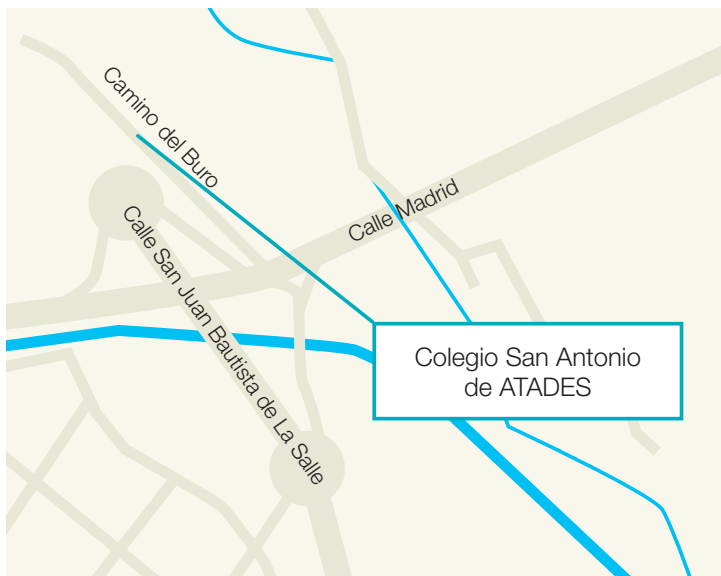 Camino del Buro
Calle Madrid
Calle San Juan Bautista de La Salle
Colegio San Antonio
de ATADES